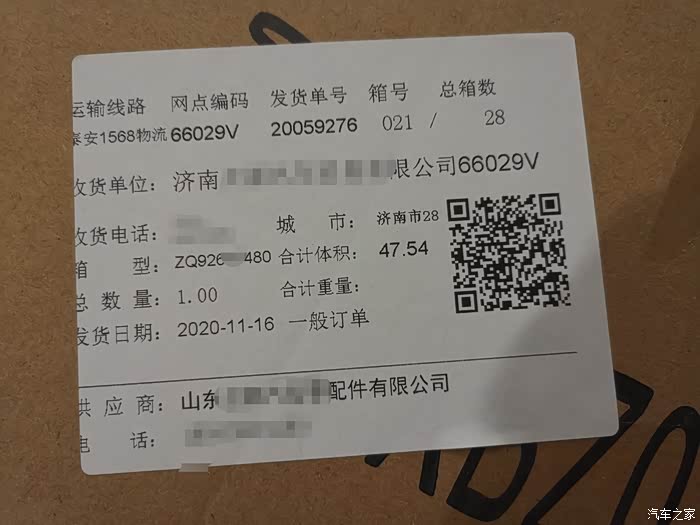 运输线路 网点编码 发货单号 箱号 总箱数
泰安1568物流 66029V 20059276 021 / 28
收货单位: 济南 限公司66029V
收货电话: 城 市: 济南市28
箱 型: ZQ926 480 合计体积: 47.54
总 数 量: 1.00 合计重量:
发货日期: 2020-11-16 一般订单
供 应 商: 山东 配件有限公司
电 话:
汽车之家